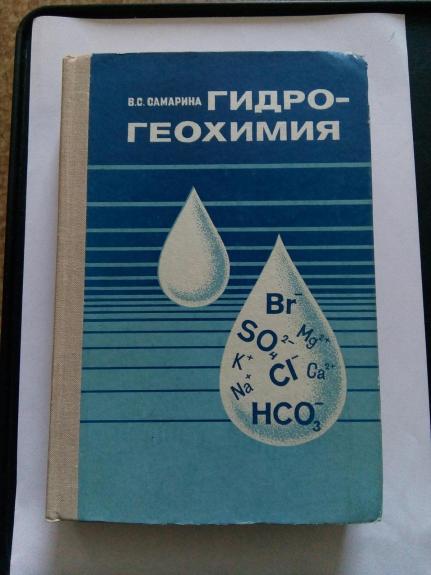 В.С. САМАРИНА ГИДРО-
ГЕОХИМИЯ
Br⁻
SO₄²⁻ Mg²⁺
K⁺ Cl⁻ Ca²⁺
Na⁺
HCO₃⁻